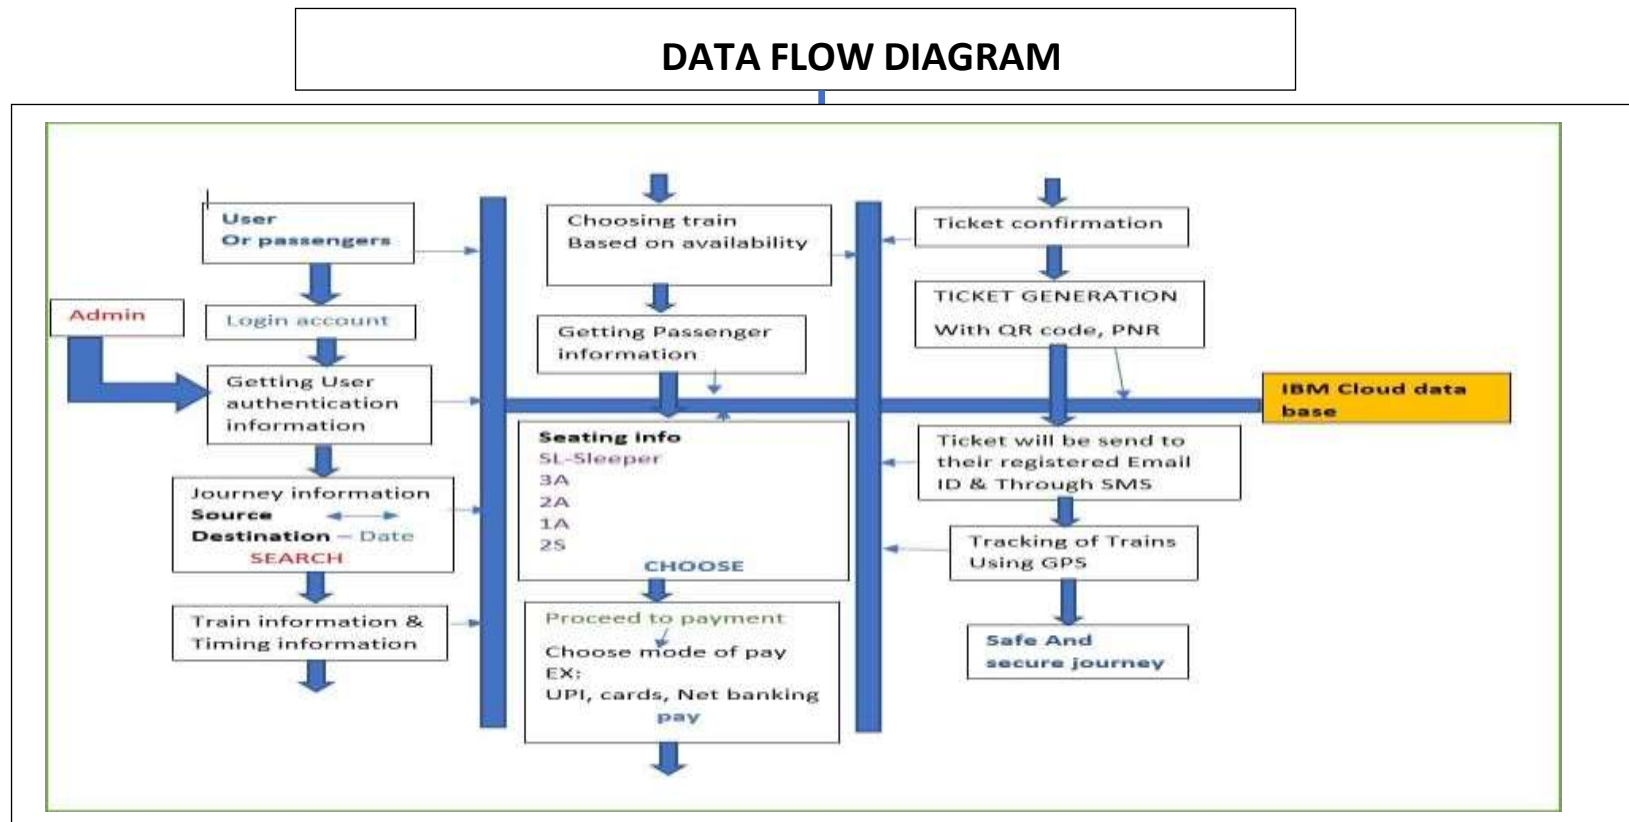 DATA FLOW DIAGRAM
User
Or passengers
Admin
Login account
Getting User
authentication
information
Journey information
Source
Destination – Date
SEARCH
Train information &
Timing information
Choosing train
Based on availability
Getting Passenger
information
Seating info
SL-Sleeper
3A
2A
1A
2S
CHOOSE
Proceed to payment
Choose mode of pay
EX:
UPI, cards, Net banking
pay
Ticket confirmation
TICKET GENERATION
With QR code, PNR
IBM Cloud data
base
Ticket will be send to
their registered Email
ID & Through SMS
Tracking of Trains
Using GPS
Safe And
secure journey